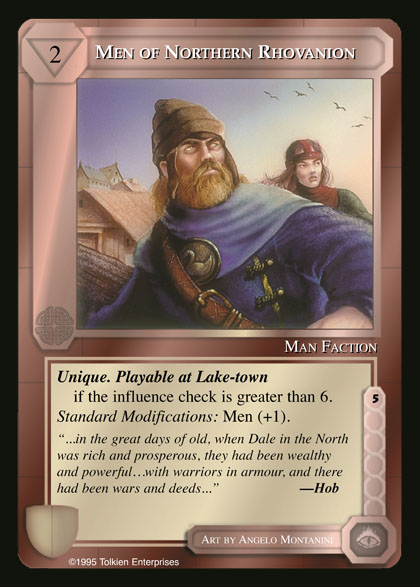 2
Men of Northern Rhovanion
Man Faction
Unique. Playable at Lake-town
if the influence check is greater than 6.
Standard Modifications: Men (+1).
5
“...in the great days of old, when Dale in the North
was rich and prosperous, they had been wealthy
and powerful…with warriors in armour, and there
had been wars and deeds...” —Hob
Art by Angelo Montanini
©1995 Tolkien Enterprises